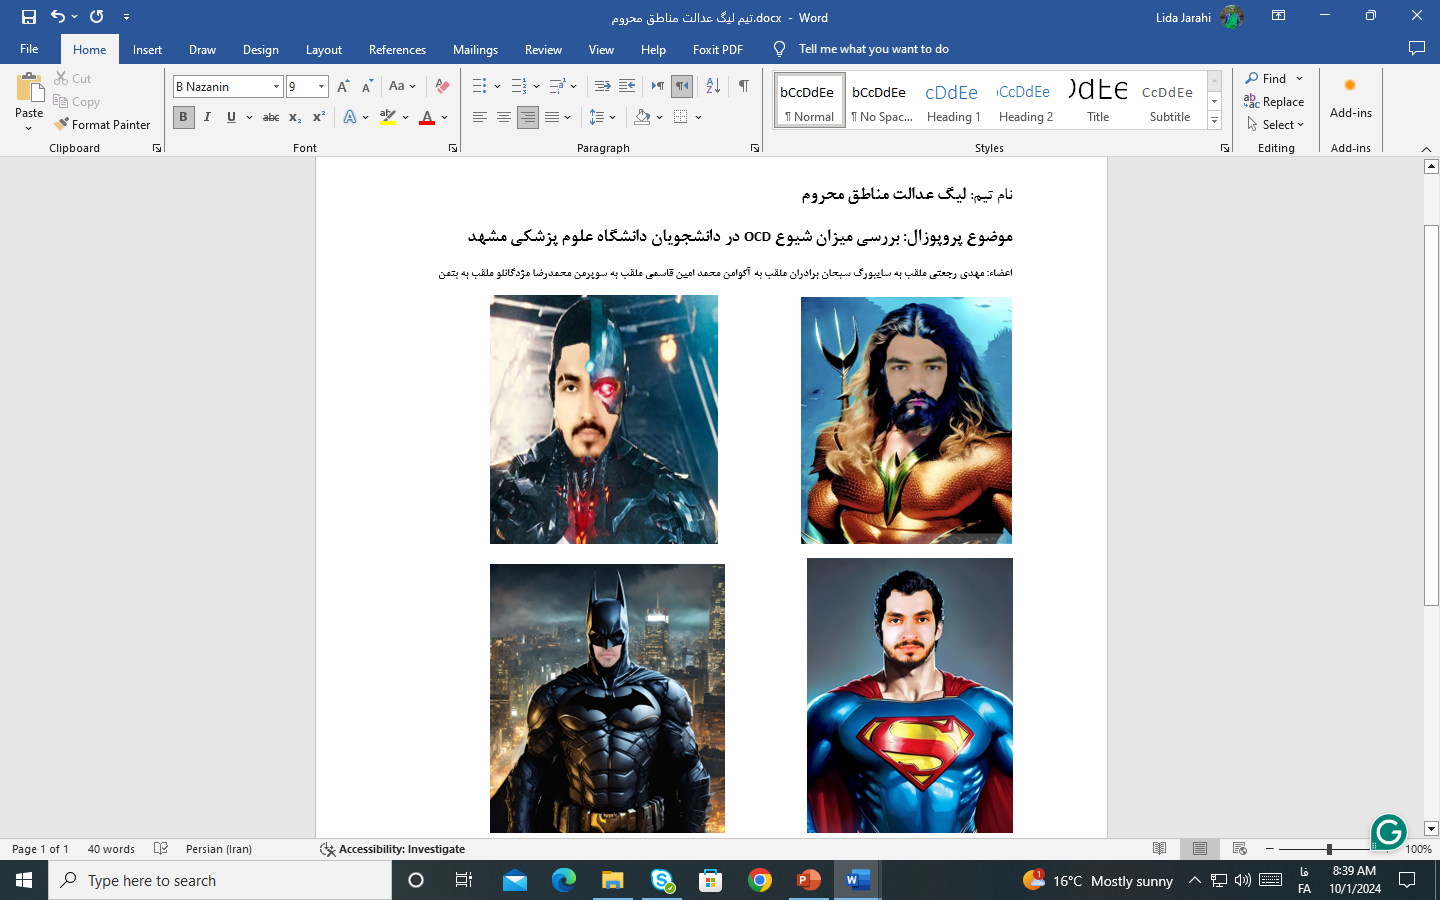 تیم لیگ عدالت مناطق محروم.docx - Word
Lida Jarahi
File Home Insert Draw Design Layout References Mailings Review View Help Foxit PDF Tell me what you want to do
Paste
Cut
Copy
Format Painter
Clipboard
B Nazanin 9
Font
Paragraph
bCcDdEe bCcDdEe cDdEe ıCcDdEe CcDdEe
¶ Normal ¶ No Spac... Heading 1 Heading 2 Title Subtitle
Styles
Find
Replace
Select
Editing
Add-ins
Add-ins
نام تیم: لیگ عدالت مناطق محروم
موضوع پروپوزال: بررسی میزان شیوع OCD در دانشجویان دانشگاه علوم پزشکی مشهد
اعضاء: مهدی رجعتی ملقب به سایبورگ سبحان برادران ملقب به آکوامن محمد امین قاسمی ملقب به سوپرمن محمدرضا مژدگانلو ملقب به بتمن
Page 1 of 1 40 words Persian (Iran) Accessibility: Investigate 100%
Type here to search
16°C Mostly sunny
فا
FA
8:39 AM
10/1/2024